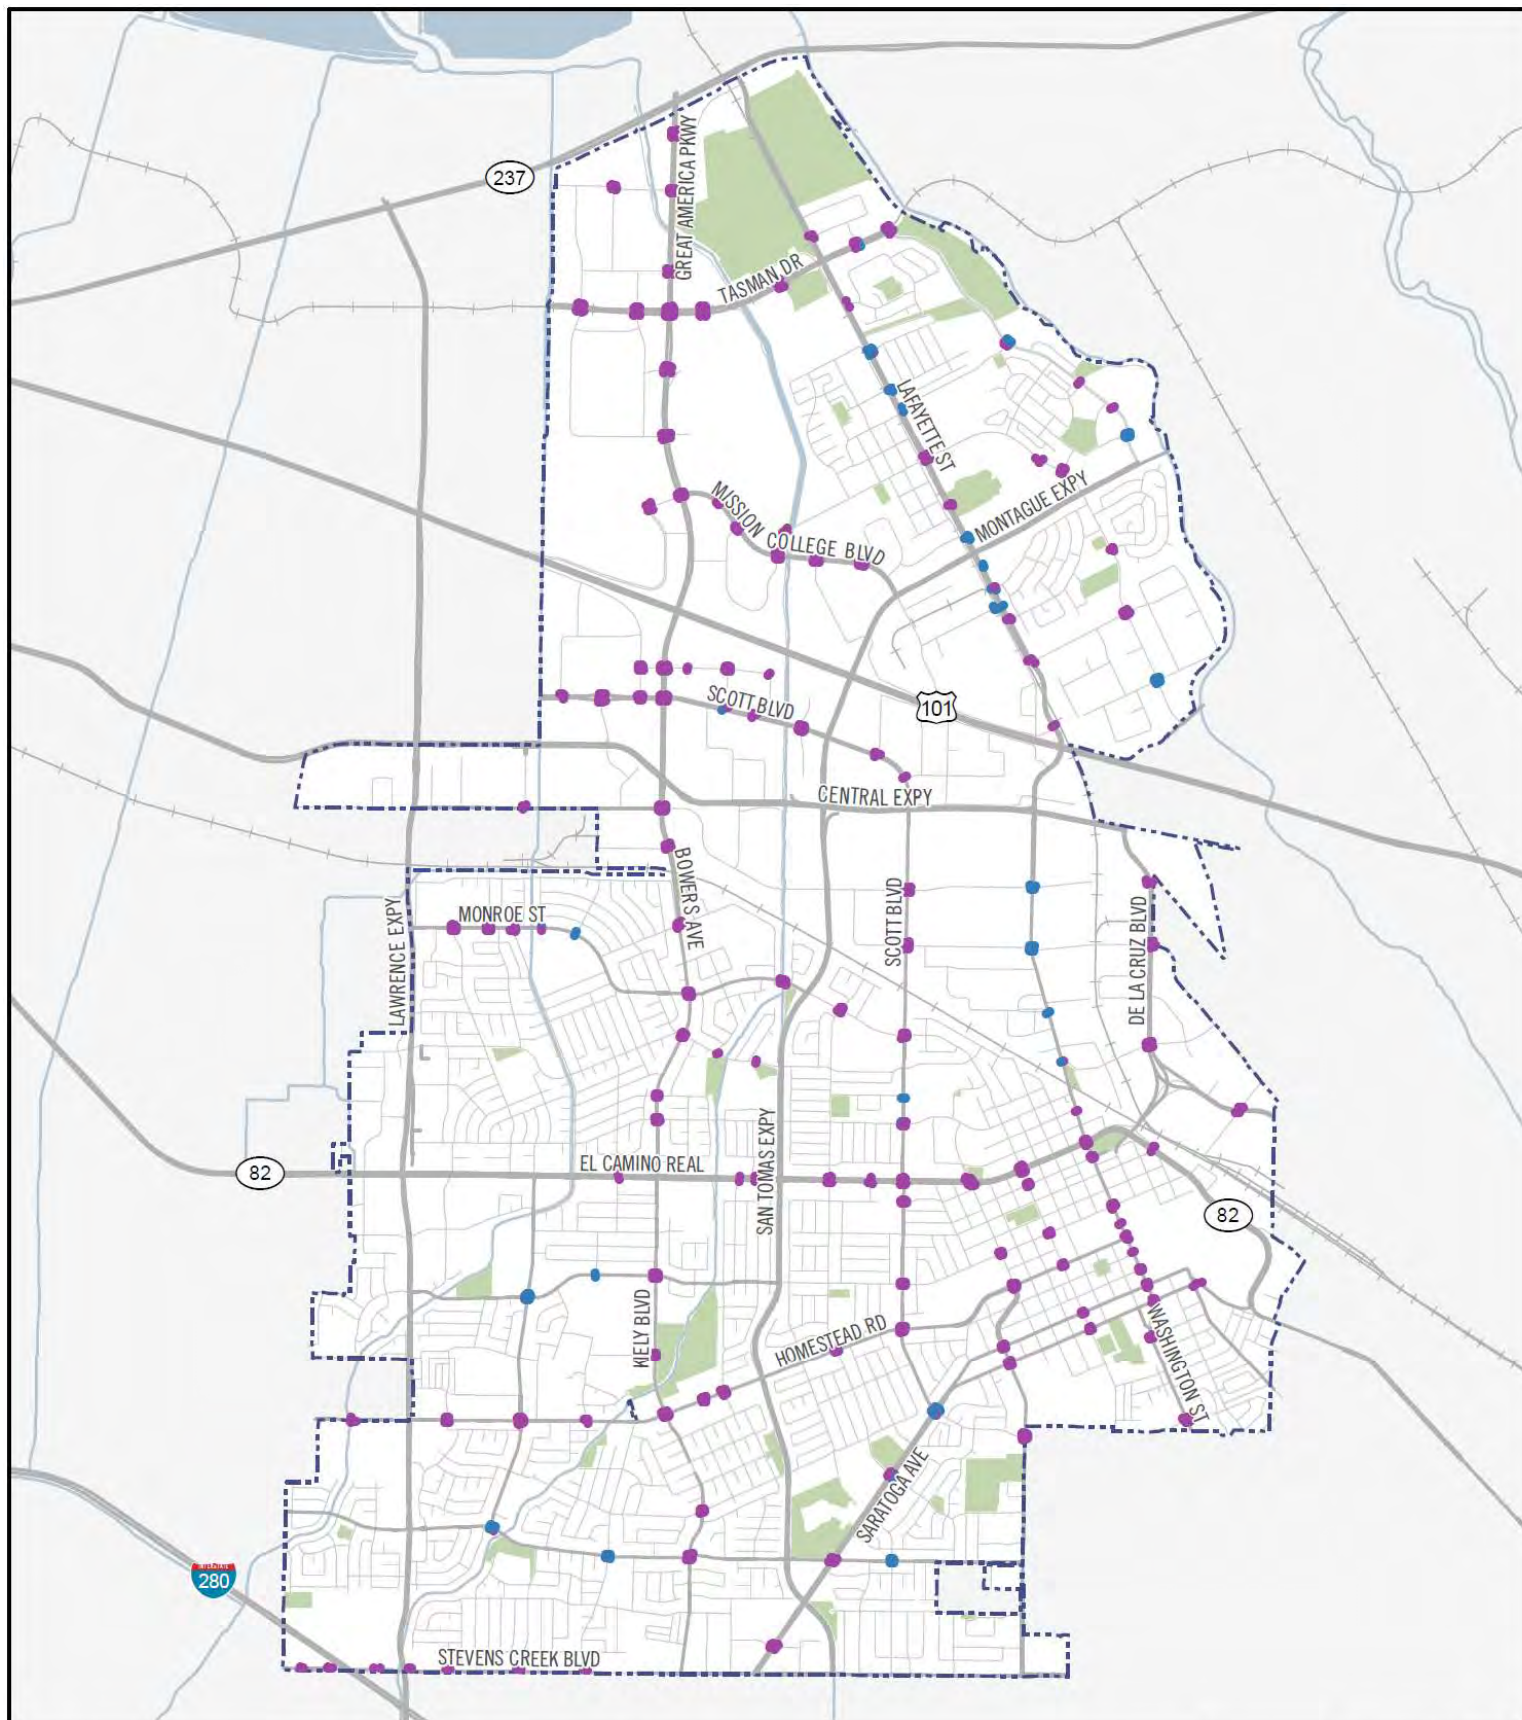 237
GREAT AMERICA PKWY
TASMAN DR
LAFAYETTE ST
MISSION COLLEGE BLVD
MONTAGUE EXPY
SCOTT BLVD
101
CENTRAL EXPY
BOWERS AVE
SCOTT BLVD
DE LA CRUZ BLVD
MONROE ST
LAWRENCE EXPY
SAN TOMAS EXPY
EL CAMINO REAL
82
82
KIELY BLVD
HOMESTEAD RD
WASHINGTON ST
SARATOGA AVE
280
STEVENS CREEK BLVD